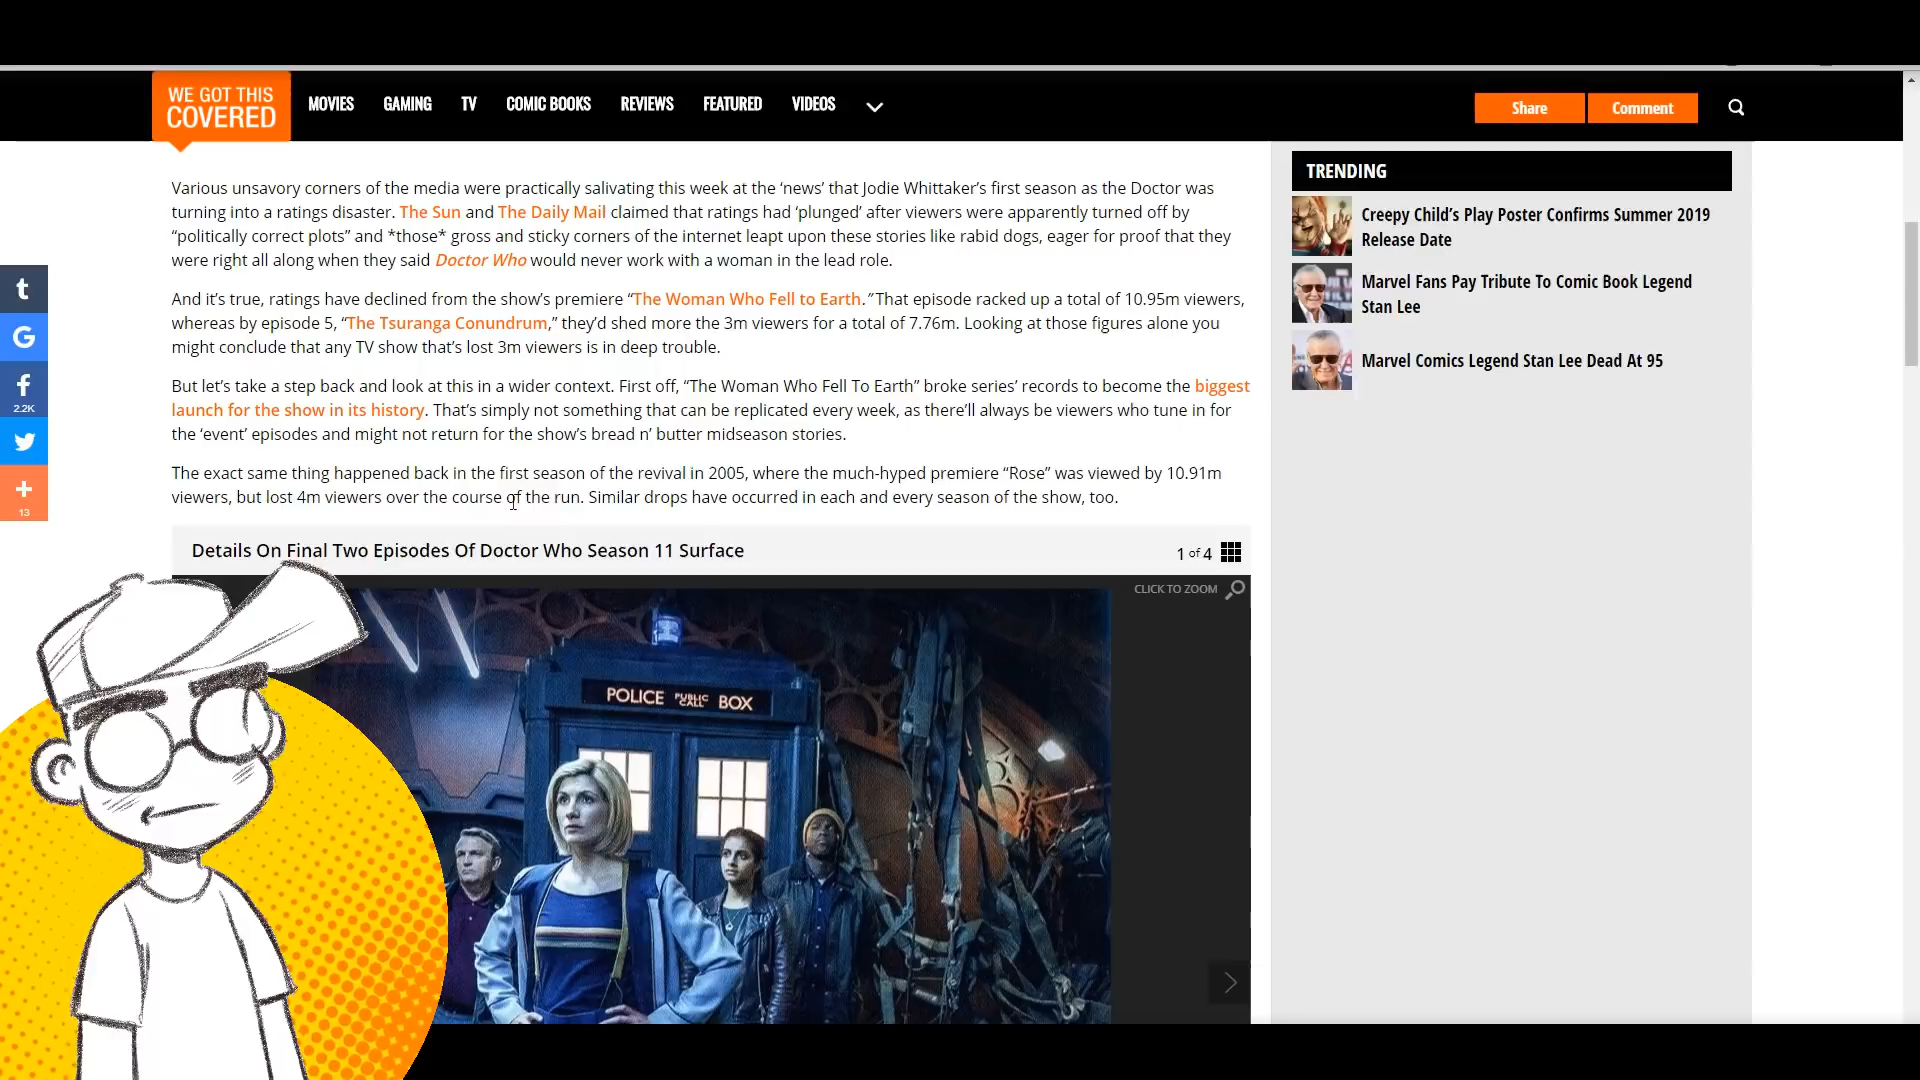 WE GOT THIS
COVERED
MOVIES GAMING TV COMIC BOOKS REVIEWS FEATURED VIDEOS
Share Comment
Various unsavory corners of the media were practically salivating this week at the ‘news’ that Jodie Whittaker’s first season as the Doctor was
turning into a ratings disaster. The Sun and The Daily Mail claimed that ratings had ‘plunged’ after viewers were apparently turned off by
“politically correct plots” and *those* gross and sticky corners of the internet leapt upon these stories like rabid dogs, eager for proof that they
were right all along when they said Doctor Who would never work with a woman in the lead role.
And it’s true, ratings have declined from the show’s premiere “The Woman Who Fell to Earth.” That episode racked up a total of 10.95m viewers,
whereas by episode 5, “The Tsuranga Conundrum,” they’d shed more the 3m viewers for a total of 7.76m. Looking at those figures alone you
might conclude that any TV show that’s lost 3m viewers is in deep trouble.
But let’s take a step back and look at this in a wider context. First off, “The Woman Who Fell To Earth” broke series’ records to become the biggest
launch for the show in its history. That’s simply not something that can be replicated every week, as there’ll always be viewers who tune in for
the ‘event’ episodes and might not return for the show’s bread n’ butter midseason stories.
The exact same thing happened back in the first season of the revival in 2005, where the much-hyped premiere “Rose” was viewed by 10.91m
viewers, but lost 4m viewers over the course of the run. Similar drops have occurred in each and every season of the show, too.
Details On Final Two Episodes Of Doctor Who Season 11 Surface
1 of 4
CLICK TO ZOOM
POLICE PUBLIC CALL BOX
TRENDING
Creepy Child’s Play Poster Confirms Summer 2019
Release Date
Marvel Fans Pay Tribute To Comic Book Legend
Stan Lee
Marvel Comics Legend Stan Lee Dead At 95
t
G
f
2.2K
+
13